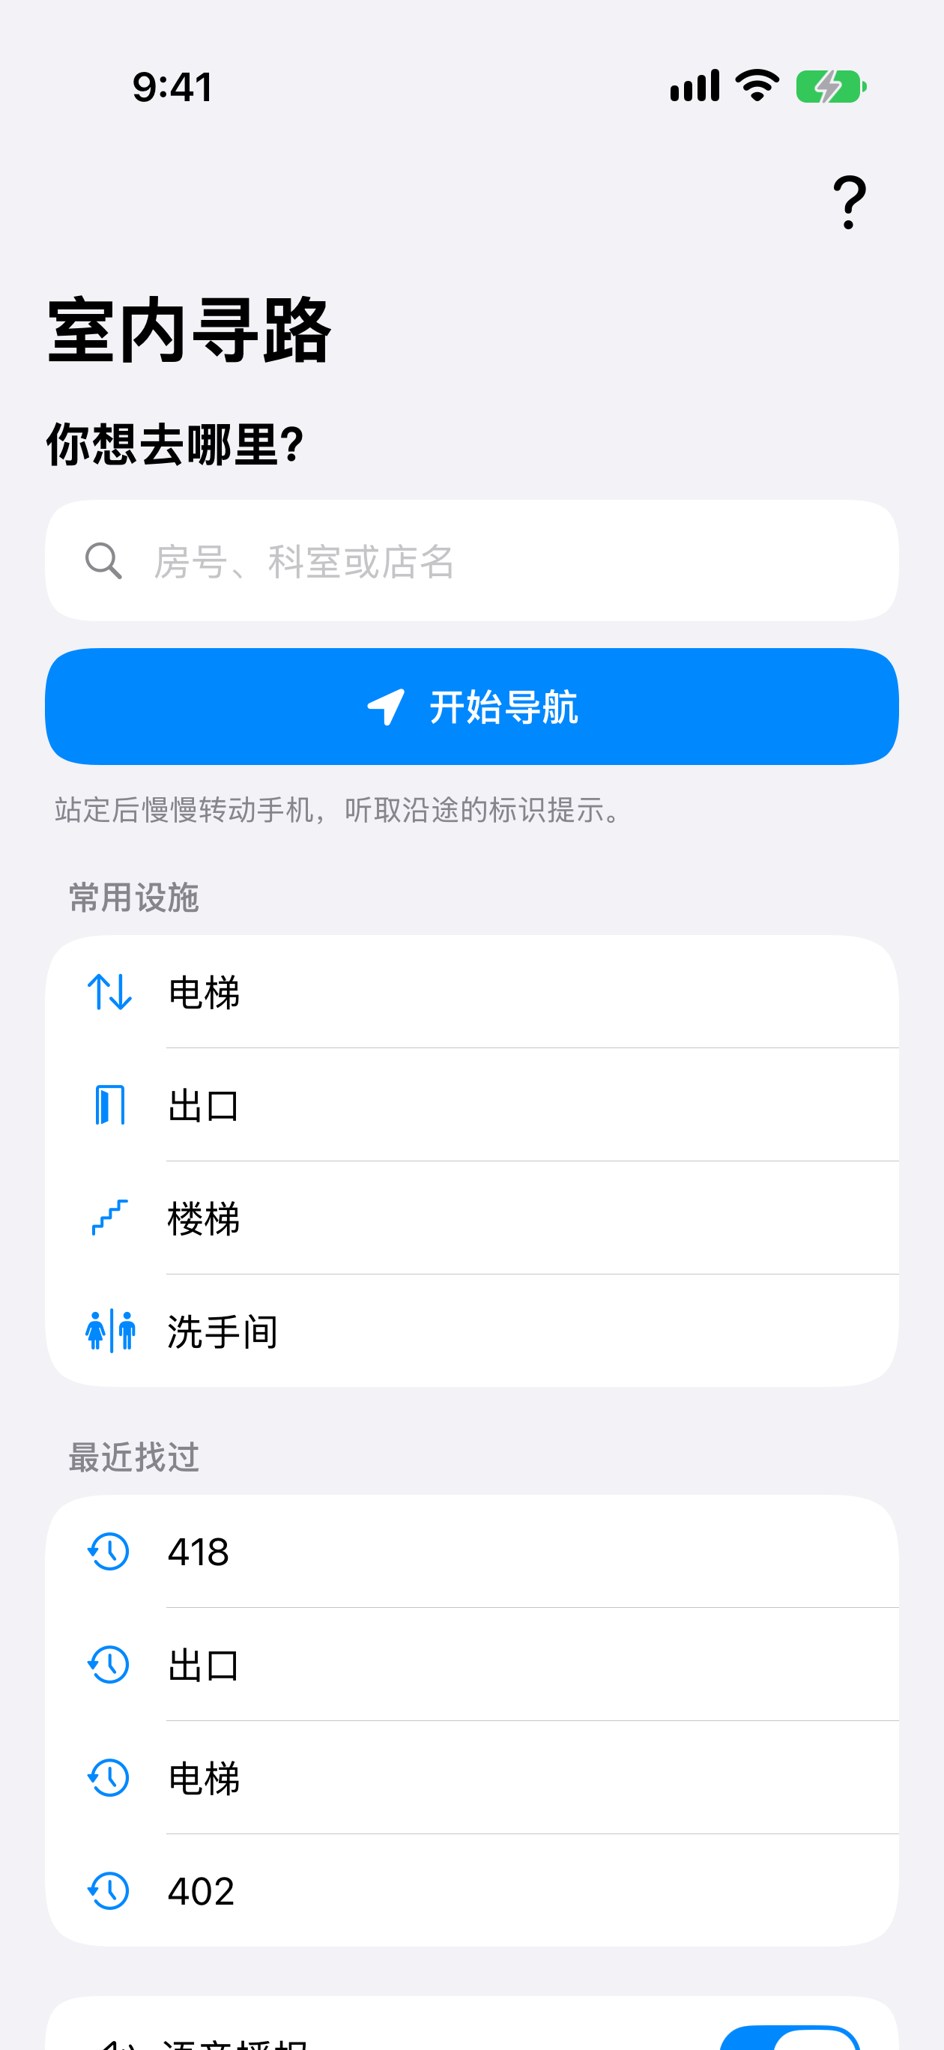 9:41
?
室内寻路
你想去哪里?
房号、科室或店名
开始导航
站定后慢慢转动手机，听取沿途的标识提示。
常用设施
电梯
出口
楼梯
洗手间
最近找过
418
出口
电梯
402